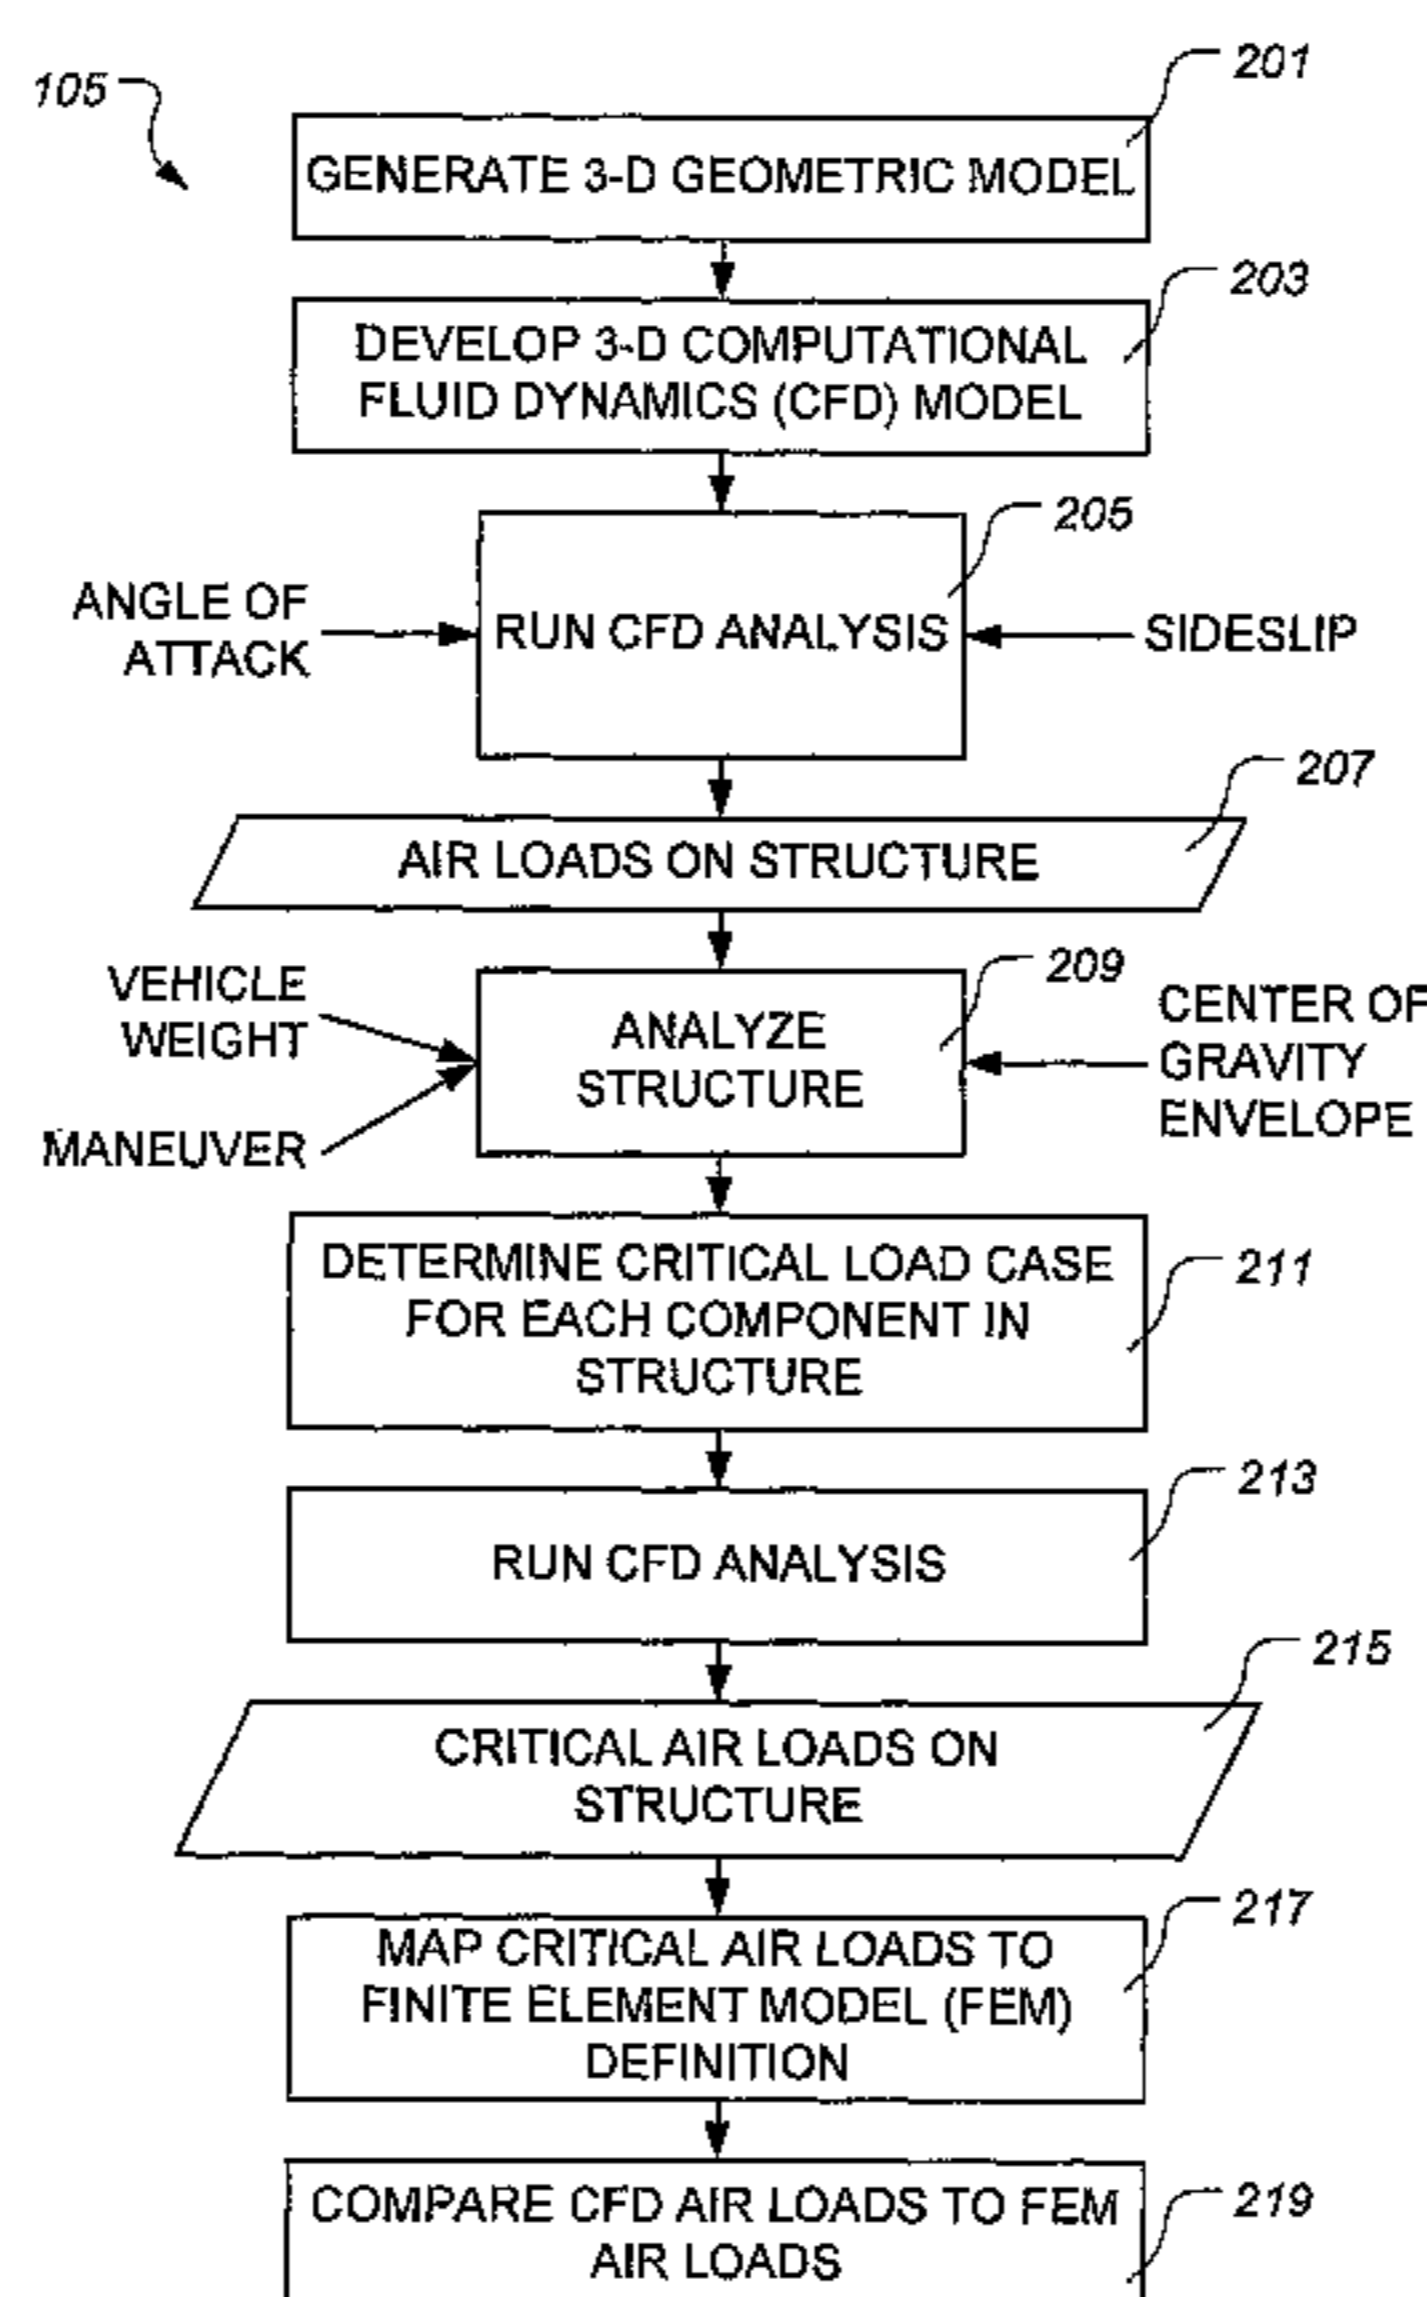 105
201
GENERATE 3-D GEOMETRIC MODEL
203
DEVELOP 3-D COMPUTATIONAL
FLUID DYNAMICS (CFD) MODEL
205
ANGLE OF
ATTACK
RUN CFD ANALYSIS
SIDESLIP
207
AIR LOADS ON STRUCTURE
209
VEHICLE
WEIGHT
MANEUVER
ANALYZE
STRUCTURE
CENTER OF
GRAVITY
ENVELOPE
211
DETERMINE CRITICAL LOAD CASE
FOR EACH COMPONENT IN
STRUCTURE
213
RUN CFD ANALYSIS
215
CRITICAL AIR LOADS ON
STRUCTURE
217
MAP CRITICAL AIR LOADS TO
FINITE ELEMENT MODEL (FEM)
DEFINITION
219
COMPARE CFD AIR LOADS TO FEM
AIR LOADS